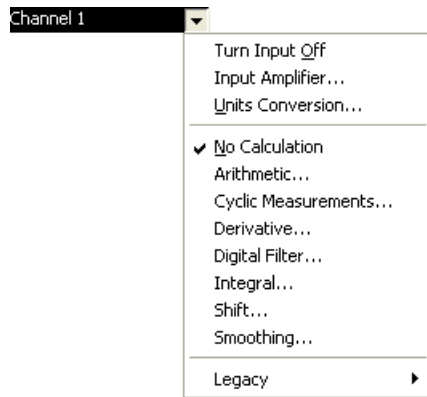 Channel 1
Turn Input Off
Input Amplifier...
Units Conversion...
No Calculation
Arithmetic...
Cyclic Measurements...
Derivative...
Digital Filter...
Integral...
Shift...
Smoothing...
Legacy